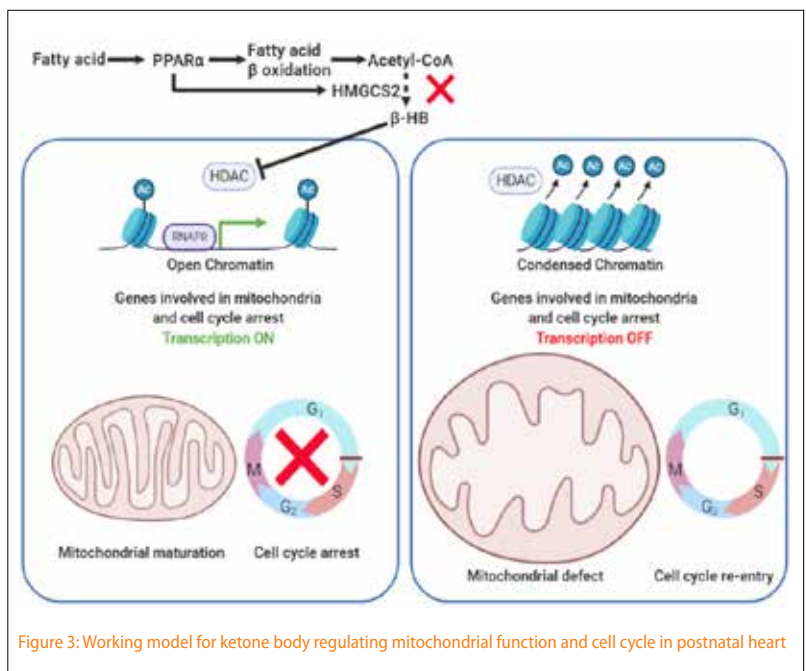 Fatty acid PPARα Fatty acid β oxidation Acetyl-CoA
HMGCS2
β-HB
HDAC
Ac Ac
RNAPII
Open Chromatin
Genes involved in mitochondria
and cell cycle arrest
Transcription ON
G1
M
S
G2
Mitochondrial maturation
Cell cycle arrest
HDAC
Ac Ac Ac Ac
Condensed Chromatin
Genes involved in mitochondria
and cell cycle arrest
Transcription OFF
G1
M
S
G2
Mitochondrial defect
Cell cycle re-entry
Figure 3: Working model for ketone body regulating mitochondrial function and cell cycle in postnatal heart